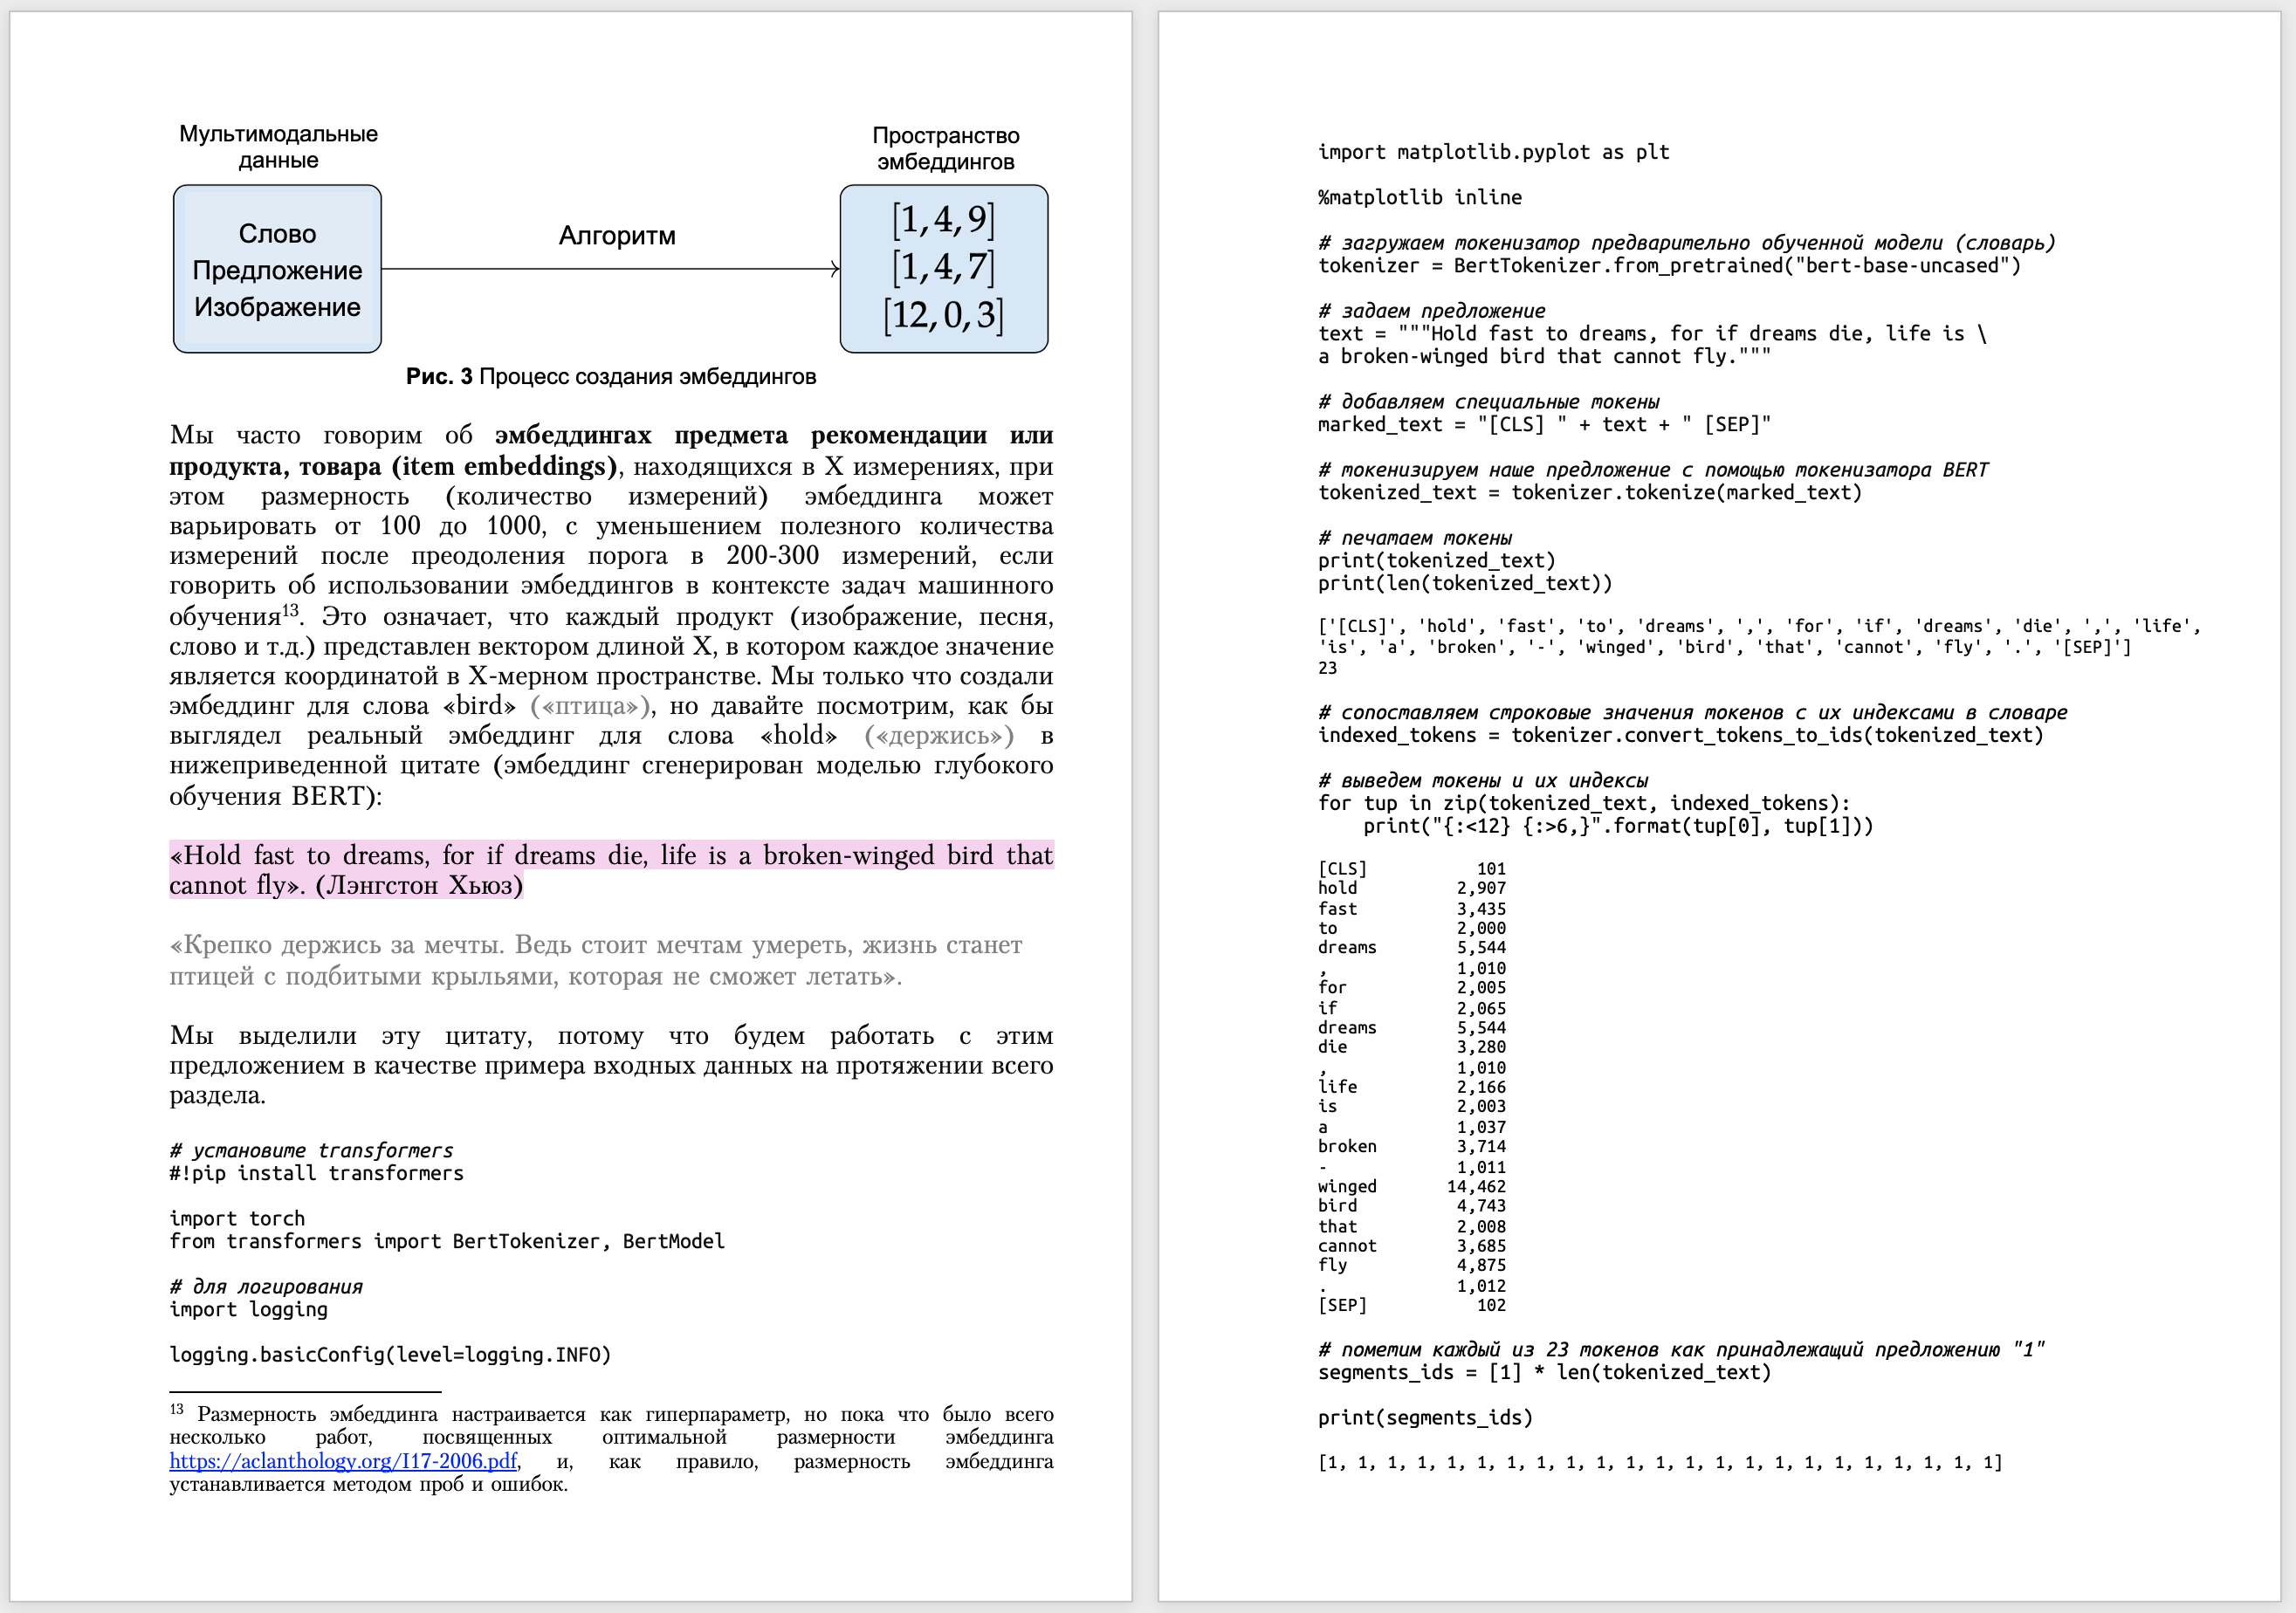 Мультимодальные
данные
Слово
Предложение
Изображение
Алгоритм
Пространство
эмбеддингов
[1, 4, 9]
[1, 4, 7]
[12, 0, 3]
Рис. 3 Процесс создания эмбеддингов
Мы часто говорим об эмбеддингах предмета рекомендации или
продукта, товара (item embeddings), находящихся в X измерениях, при
этом размерность (количество измерений) эмбеддинга может
варьировать от 100 до 1000, с уменьшением полезного количества
измерений после преодоления порога в 200-300 измерений, если
говорить об использовании эмбеддингов в контексте задач машинного
обучения13. Это означает, что каждый продукт (изображение, песня,
слово и т.д.) представлен вектором длиной X, в котором каждое значение
является координатой в X-мерном пространстве. Мы только что создали
эмбеддинг для слова «bird» («птица»), но давайте посмотрим, как бы
выглядел реальный эмбеддинг для слова «hold» («держись») в
нижеприведенной цитате (эмбеддинг сгенерирован моделью глубокого
обучения BERT):
«Hold fast to dreams, for if dreams die, life is a broken-winged bird that
cannot fly». (Лэнгстон Хьюз)
«Крепко держись за мечты. Ведь стоит мечтам умереть, жизнь станет
птицей с подбитыми крыльями, которая не сможет летать».
Мы выделили эту цитату, потому что будем работать с этим
предложением в качестве примера входных данных на протяжении всего
раздела.
# установите transformers
#!pip install transformers
import torch
from transformers import BertTokenizer, BertModel
# для логирования
import logging
logging.basicConfig(level=logging.INFO)
13 Размерность эмбеддинга настраивается как гиперпараметр, но пока что было всего
несколько работ, посвященных оптимальной размерности эмбеддинга
https://aclanthology.org/I17-2006.pdf, и, как правило, размерность эмбеддинга
устанавливается методом проб и ошибок.
import matplotlib.pyplot as plt
%matplotlib inline
# загружаем токенизатор предварительно обученной модели (словарь)
tokenizer = BertTokenizer.from_pretrained("bert-base-uncased")
# задаем предложение
text = """Hold fast to dreams, for if dreams die, life is \
a broken-winged bird that cannot fly."""
# добавляем специальные токены
marked_text = "[CLS] " + text + " [SEP]"
# токенизируем наше предложение с помощью токенизатора BERT
tokenized_text = tokenizer.tokenize(marked_text)
# печатаем токены
print(tokenized_text)
print(len(tokenized_text))
['[CLS]', 'hold', 'fast', 'to', 'dreams', ',', 'for', 'if', 'dreams', 'die', ',', 'life',
'is', 'a', 'broken', '-', 'winged', 'bird', 'that', 'cannot', 'fly', '.', '[SEP]']
23
# сопоставляем строковые значения токенов с их индексами в словаре
indexed_tokens = tokenizer.convert_tokens_to_ids(tokenized_text)
# выведем токены и их индексы
for tup in zip(tokenized_text, indexed_tokens):
    print("{:<12} {:>6,}".format(tup[0], tup[1]))
[CLS] 101
hold 2,907
fast 3,435
to 2,000
dreams 5,544
, 1,010
for 2,005
if 2,065
dreams 5,544
die 3,280
, 1,010
life 2,166
is 2,003
a 1,037
broken 3,714
- 1,011
winged 14,462
bird 4,743
that 2,008
cannot 3,685
fly 4,875
. 1,012
[SEP] 102
# пометим каждый из 23 токенов как принадлежащий предложению "1"
segments_ids = [1] * len(tokenized_text)
print(segments_ids)
[1, 1, 1, 1, 1, 1, 1, 1, 1, 1, 1, 1, 1, 1, 1, 1, 1, 1, 1, 1, 1, 1, 1]